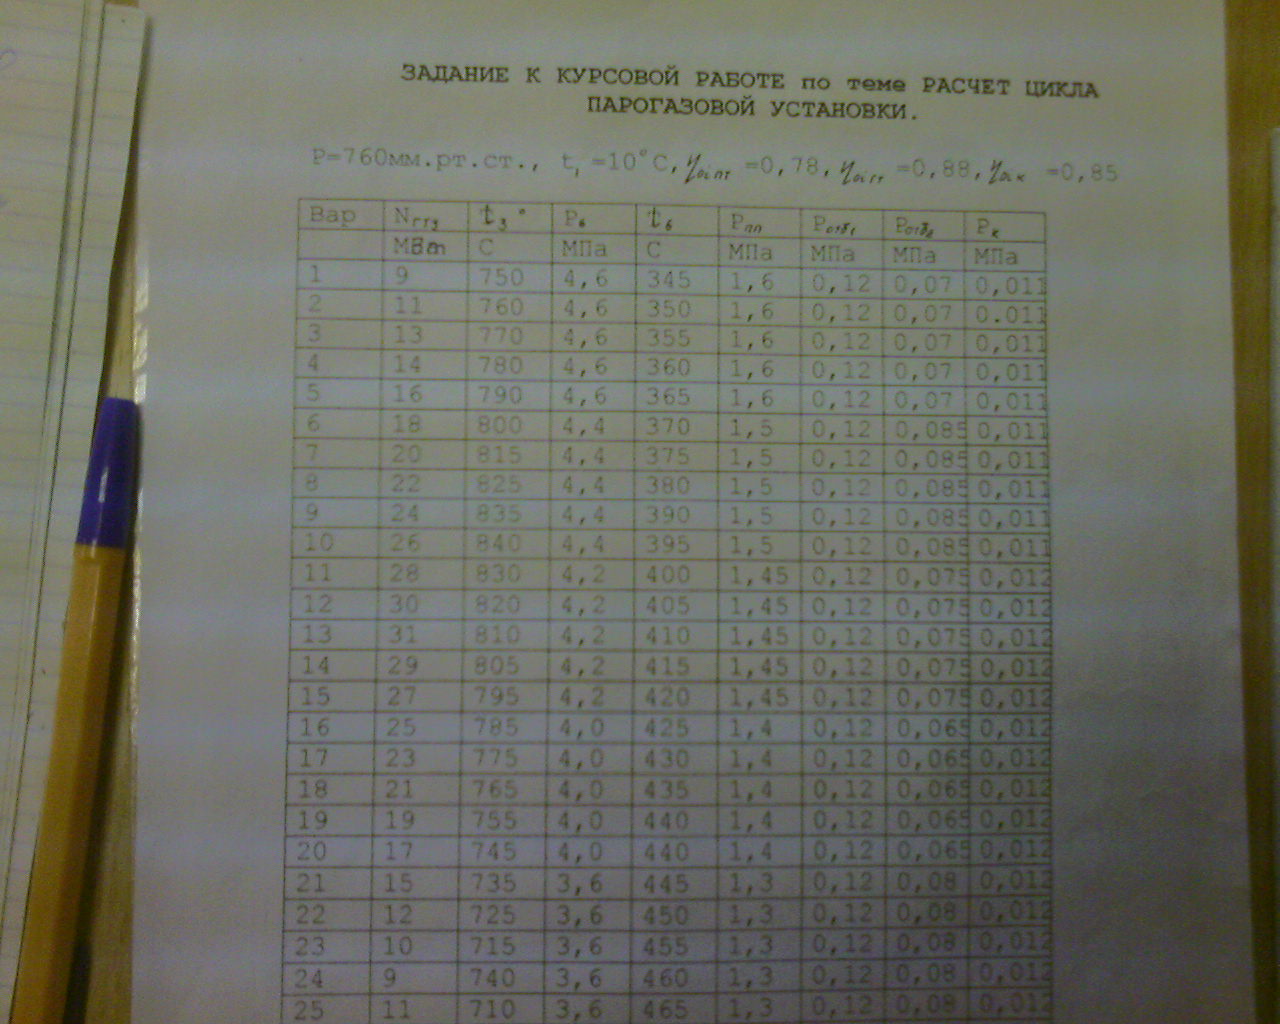 ЗАДАНИЕ К КУРСОВОЙ РАБОТЕ по теме РАСЧЕТ ЦИКЛА
ПАРОГАЗОВОЙ УСТАНОВКИ.
P=760мм.рт.ст., t₁=10°С, ηоiпт =0,78, ηоiгт =0,88, ηоiк =0,85
Вар Nгту t₃° P₆ t₆ Pпп Pотб₁ Pотб₂ Pк
МВт С МПа С МПа МПа МПа МПа
1 9 750 4,6 345 1,6 0,12 0,07 0,011
2 11 760 4,6 350 1,6 0,12 0,07 0.011
3 13 770 4,6 355 1,6 0,12 0,07 0,011
4 14 780 4,6 360 1,6 0,12 0,07 0,011
5 16 790 4,6 365 1,6 0,12 0,07 0,011
6 18 800 4,4 370 1,5 0,12 0,085 0,011
7 20 815 4,4 375 1,5 0,12 0,085 0,011
8 22 825 4,4 380 1,5 0,12 0,085 0,011
9 24 835 4,4 390 1,5 0,12 0,085 0,011
10 26 840 4,4 395 1,5 0,12 0,085 0,011
11 28 830 4,2 400 1,45 0,12 0,075 0,012
12 30 820 4,2 405 1,45 0,12 0,075 0,012
13 31 810 4,2 410 1,45 0,12 0,075 0,012
14 29 805 4,2 415 1,45 0,12 0,075 0,012
15 27 795 4,2 420 1,45 0,12 0,075 0,012
16 25 785 4,0 425 1,4 0,12 0,065 0,012
17 23 775 4,0 430 1,4 0,12 0,065 0,012
18 21 765 4,0 435 1,4 0,12 0,065 0,012
19 19 755 4,0 440 1,4 0,12 0,065 0,012
20 17 745 4,0 440 1,4 0,12 0,065 0,012
21 15 735 3,6 445 1,3 0,12 0,08 0,012
22 12 725 3,6 450 1,3 0,12 0,08 0,012
23 10 715 3,6 455 1,3 0,12 0,08 0,012
24 9 740 3,6 460 1,3 0,12 0,08 0,012
25 11 710 3,6 465 1,3 0,12 0,08 0,012